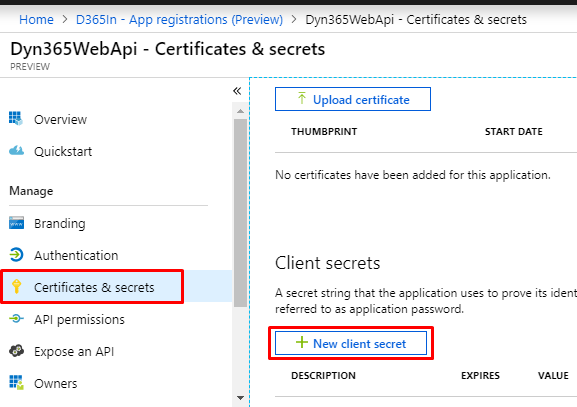 Home > D365In - App registrations (Preview) > Dyn365WebApi - Certificates & secrets
Dyn365WebApi - Certificates & secrets
PREVIEW
«
Overview
Quickstart
Manage
Branding
Authentication
Certificates & secrets
API permissions
Expose an API
Owners
Upload certificate
THUMBPRINT START DATE
No certificates have been added for this application.
Client secrets
A secret string that the application uses to prove its iden
referred to as application password.
+ New client secret
DESCRIPTION EXPIRES VALUE